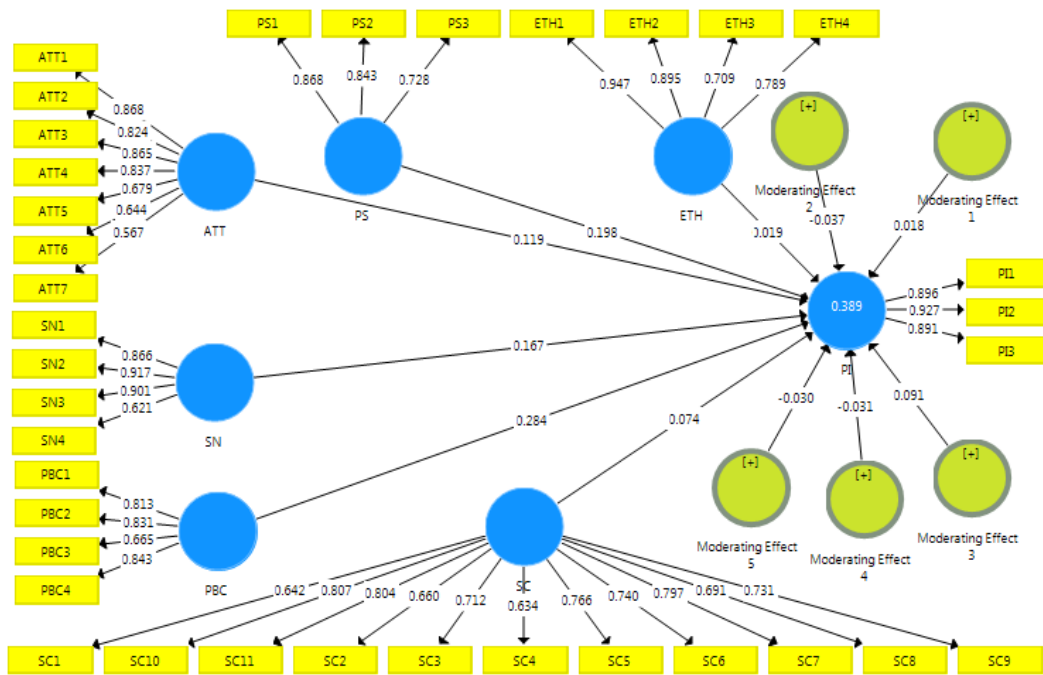 PS1 PS2 PS3 ETH1 ETH2 ETH3 ETH4
ATT1
ATT2
ATT3
ATT4
ATT5
ATT6
ATT7
0.868
0.824
0.865
0.837
0.679
0.644
0.567
ATT
0.868 0.843 0.728
PS
0.947 0.895 0.709 0.789
ETH
[+]
Moderating Effect
2
[+]
Moderating Effect
1
0.119
0.198
0.019
-0.037
0.018
0.389
PI
0.896
0.927
0.891
PI1
PI2
PI3
SN1
SN2
SN3
SN4
0.866
0.917
0.901
0.621
SN
0.167
0.284
0.074
-0.030
-0.031
0.091
PBC1
PBC2
PBC3
PBC4
0.813
0.831
0.665
0.843
PBC
SC
[+]
Moderating Effect
5
[+]
Moderating Effect
4
[+]
Moderating Effect
3
0.642 0.807 0.804 0.660 0.712 0.634 0.766 0.740 0.797 0.691 0.731
SC1 SC10 SC11 SC2 SC3 SC4 SC5 SC6 SC7 SC8 SC9